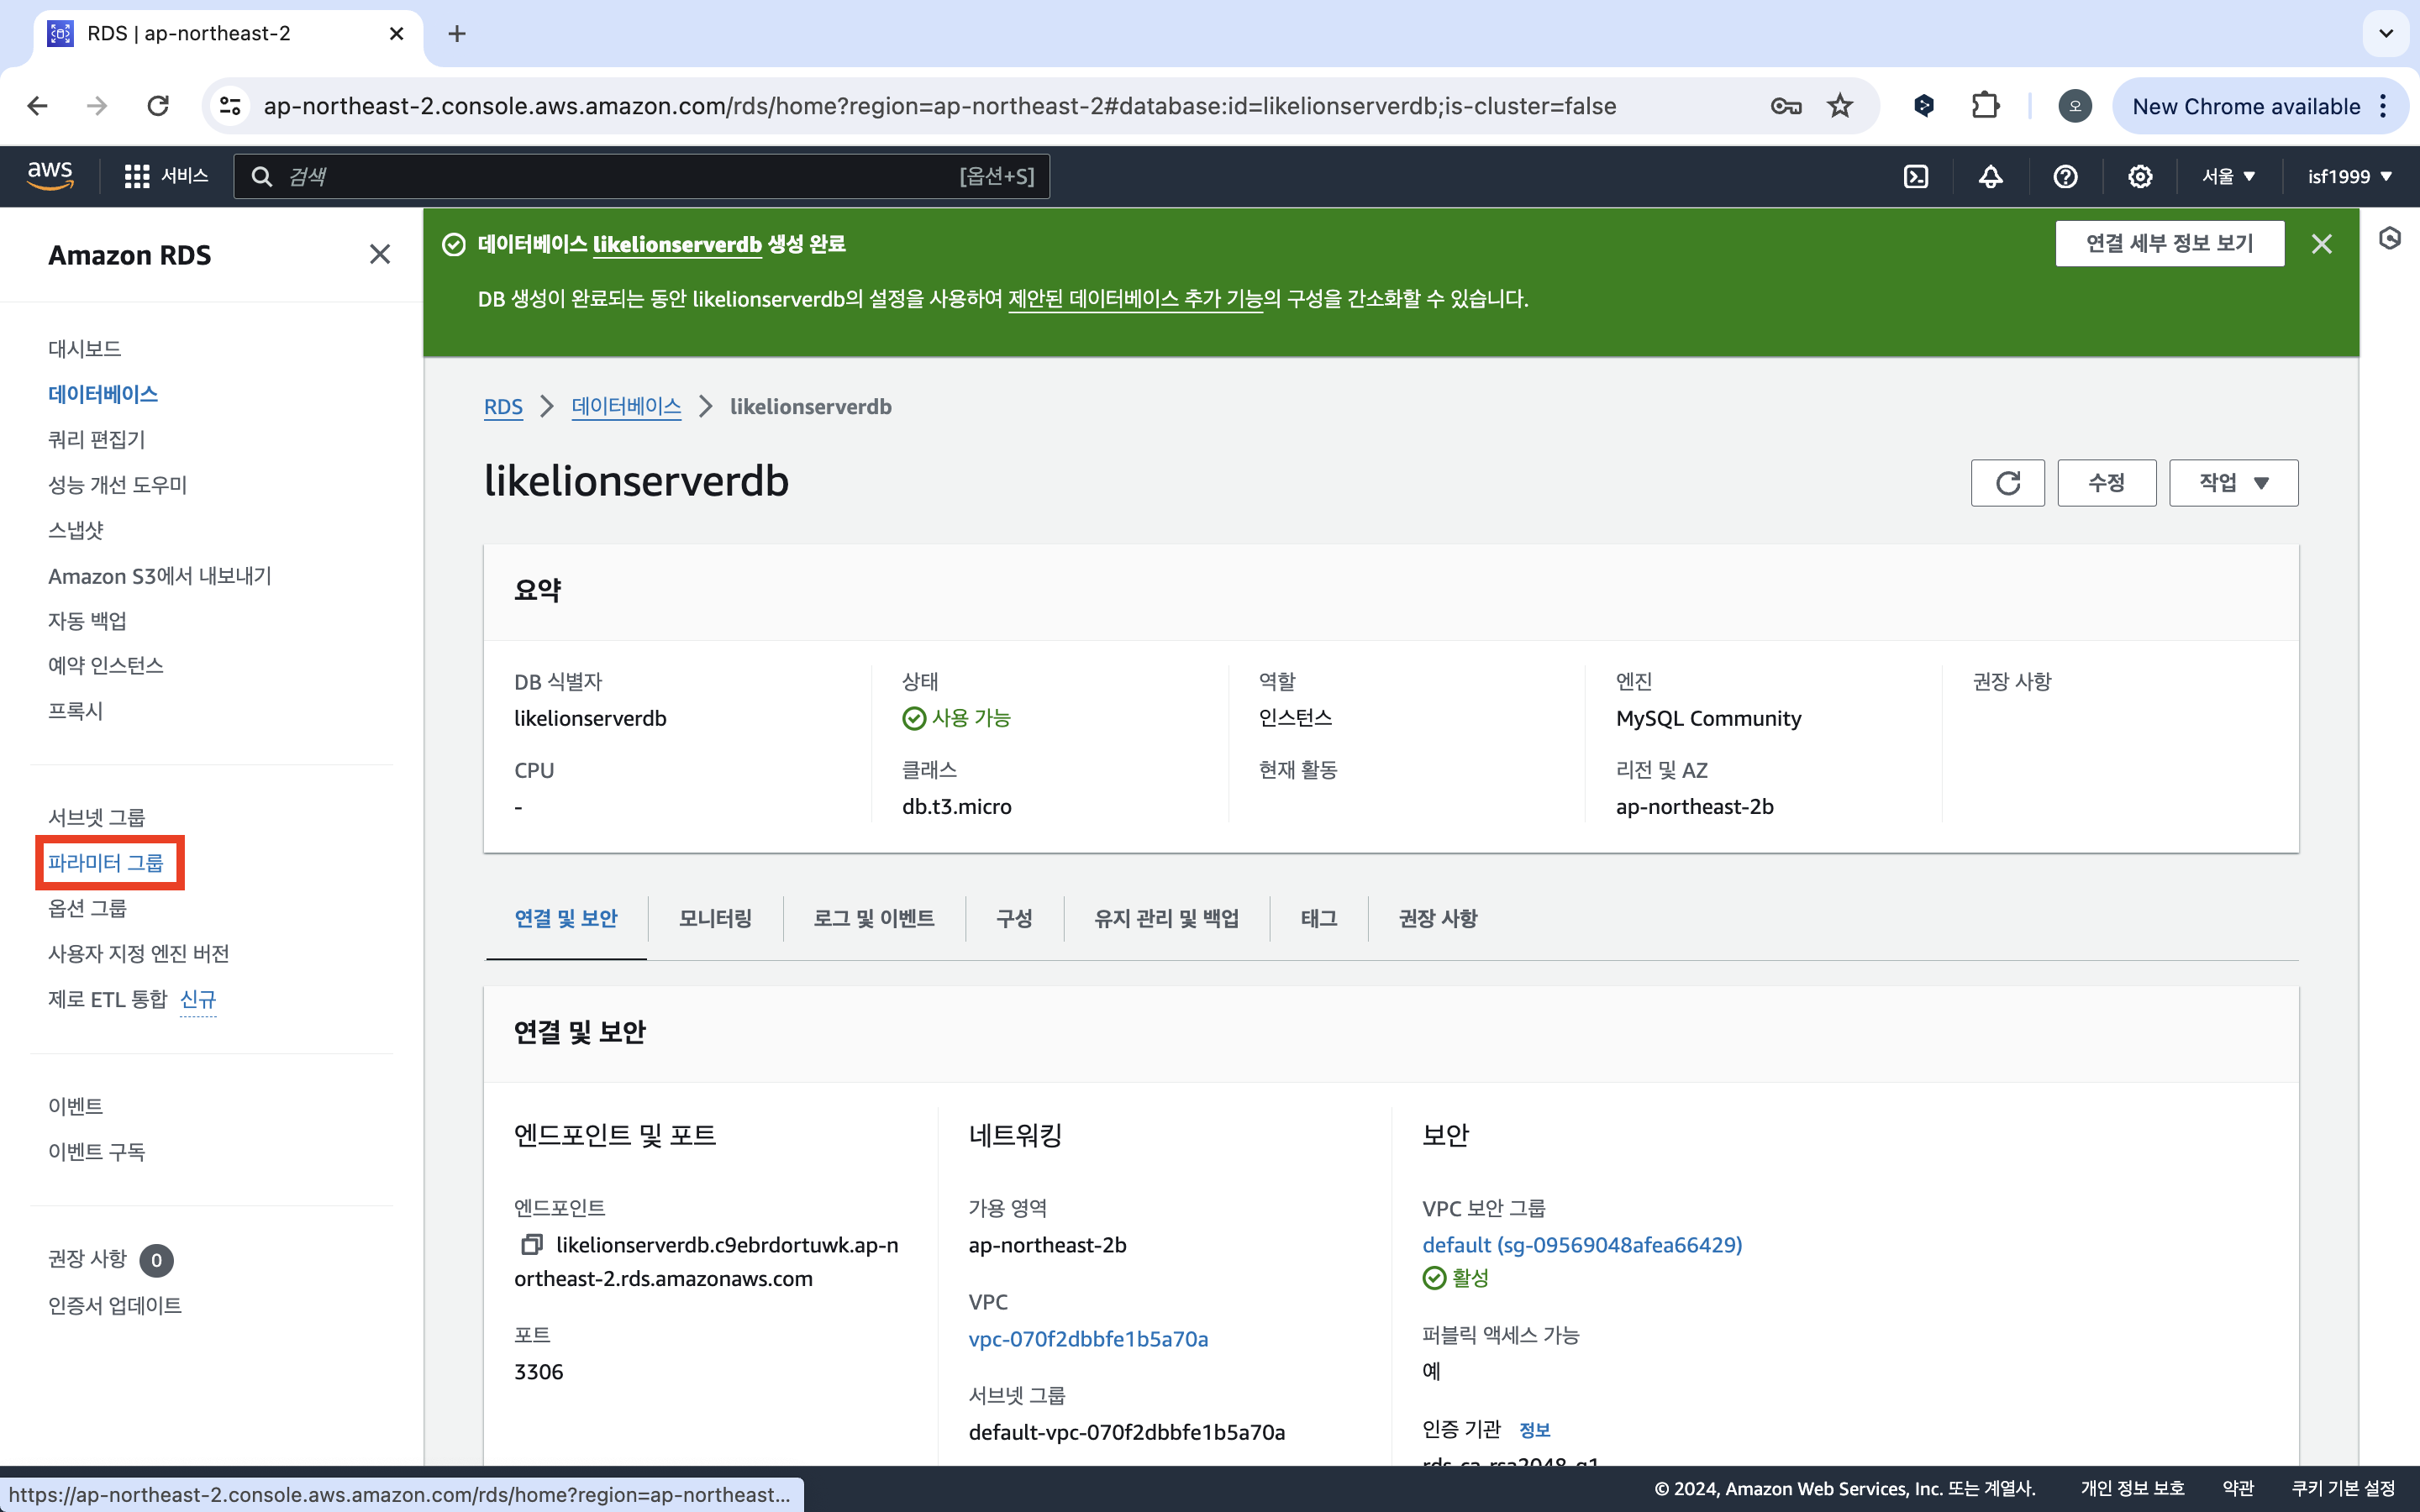 RDS | ap-northeast-2
ap-northeast-2.console.aws.amazon.com/rds/home?region=ap-northeast-2#database:id=likelionserverdb;is-cluster=false
오
New Chrome available
aws
서비스
검색
[옵션+S]
서울
isf1999
Amazon RDS
대시보드
데이터베이스
쿼리 편집기
성능 개선 도우미
스냅샷
Amazon S3에서 내보내기
자동 백업
예약 인스턴스
프록시
서브넷 그룹
파라미터 그룹
옵션 그룹
사용자 지정 엔진 버전
제로 ETL 통합 신규
이벤트
이벤트 구독
권장 사항 0
인증서 업데이트
데이터베이스 likelionserverdb 생성 완료
연결 세부 정보 보기
DB 생성이 완료되는 동안 likelionserverdb의 설정을 사용하여 제안된 데이터베이스 추가 기능의 구성을 간소화할 수 있습니다.
RDS > 데이터베이스 > likelionserverdb
likelionserverdb
수정
작업
요약
DB 식별자
likelionserverdb
CPU
-
상태
사용 가능
클래스
db.t3.micro
역할
인스턴스
현재 활동
엔진
MySQL Community
리전 및 AZ
ap-northeast-2b
권장 사항
연결 및 보안
모니터링
로그 및 이벤트
구성
유지 관리 및 백업
태그
권장 사항
연결 및 보안
엔드포인트 및 포트
엔드포인트
likelionserverdb.c9ebrdortuwk.ap-n
ortheast-2.rds.amazonaws.com
포트
3306
네트워킹
가용 영역
ap-northeast-2b
VPC
vpc-070f2dbbfe1b5a70a
서브넷 그룹
default-vpc-070f2dbbfe1b5a70a
보안
VPC 보안 그룹
default (sg-09569048afea66429)
활성
퍼블릭 액세스 가능
예
인증 기관 정보
rds-ca-rsa2048-g1
https://ap-northeast-2.console.aws.amazon.com/rds/home?region=ap-northeast...
© 2024, Amazon Web Services, Inc. 또는 계열사.
개인 정보 보호
약관
쿠키 기본 설정